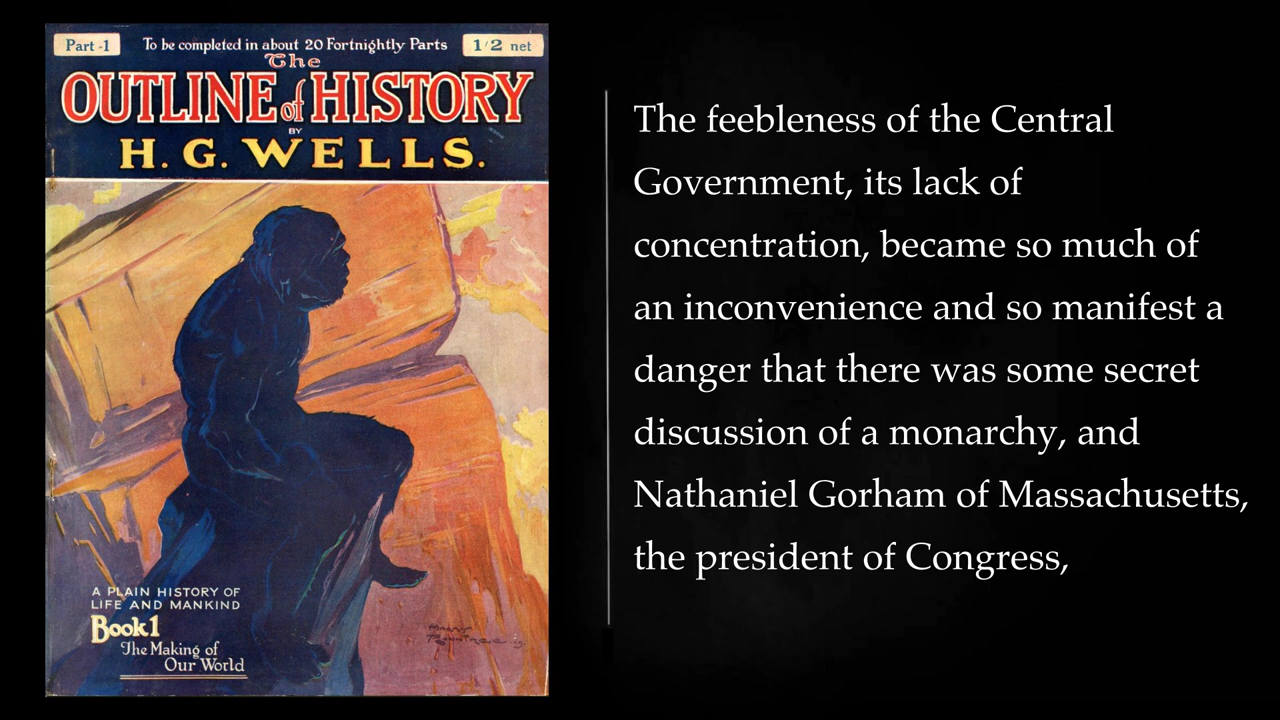 Part -1
To be completed in about 20 Fortnightly Parts
1/2 net
The
OUTLINE of HISTORY
BY
H. G. WELLS.
A PLAIN HISTORY OF
LIFE AND MANKIND
Book 1
The Making of
Our World
The feebleness of the Central
Government, its lack of
concentration, became so much of
an inconvenience and so manifest a
danger that there was some secret
discussion of a monarchy, and
Nathaniel Gorham of Massachusetts,
the president of Congress,